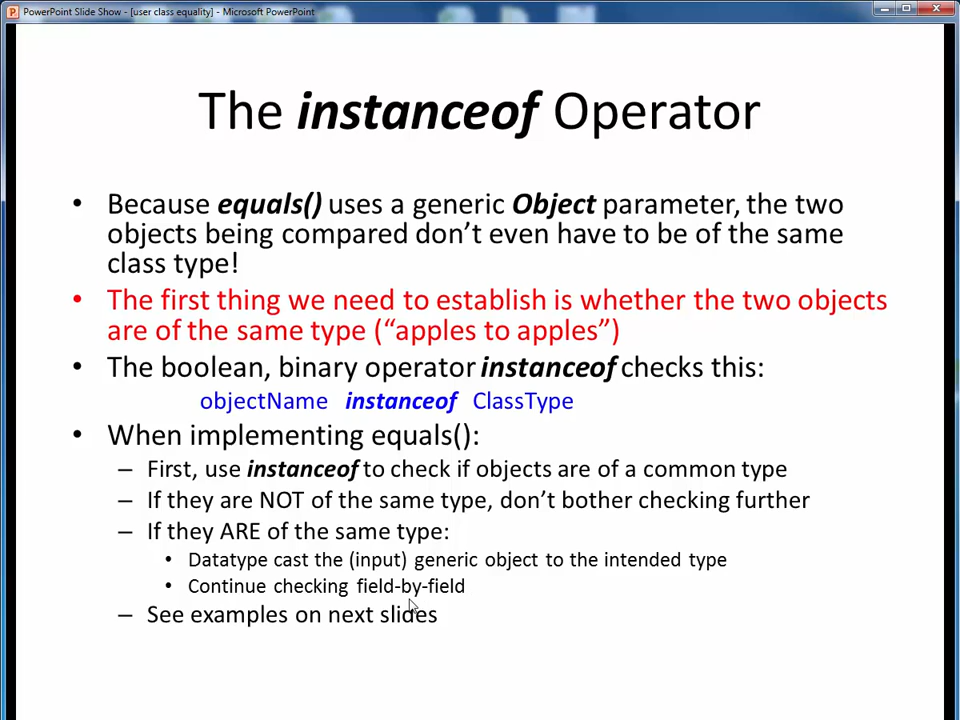 PowerPoint Slide Show - [user class equality] - Microsoft PowerPoint
The instanceof Operator
• Because equals() uses a generic Object parameter, the two
objects being compared don’t even have to be of the same
class type!
• The first thing we need to establish is whether the two objects
are of the same type (“apples to apples”)
• The boolean, binary operator instanceof checks this:
objectName instanceof ClassType
• When implementing equals():
– First, use instanceof to check if objects are of a common type
– If they are NOT of the same type, don’t bother checking further
– If they ARE of the same type:
• Datatype cast the (input) generic object to the intended type
• Continue checking field-by-field
– See examples on next slides